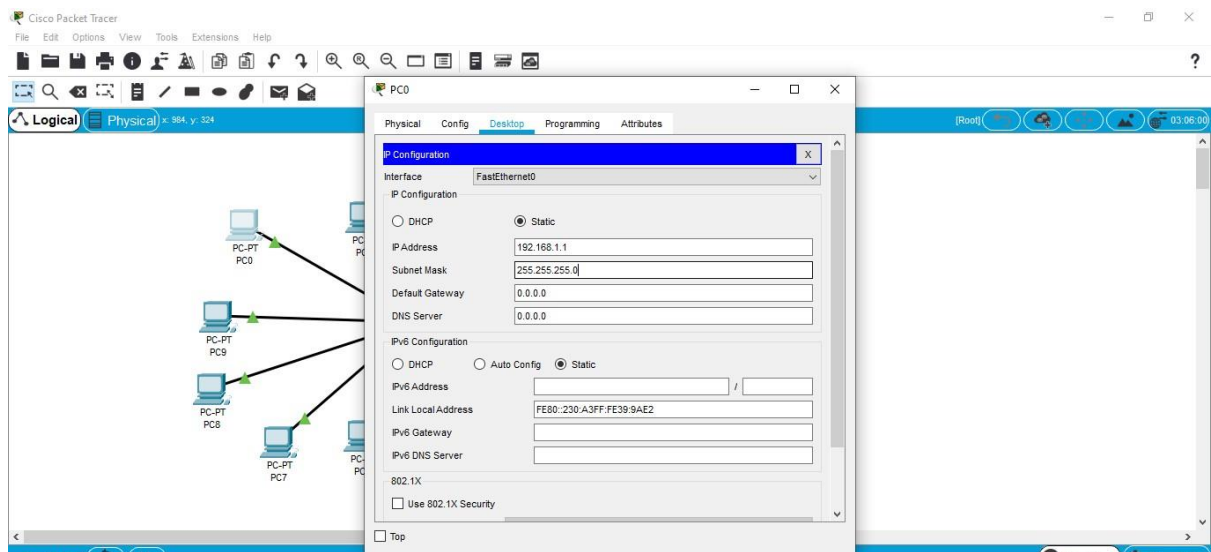 Cisco Packet Tracer
File Edit Options View Tools Extensions Help
?
PC0
Logical Physical x: 984, y: 324
[Root] 03:06:00
Physical Config Desktop Programming Attributes
IP Configuration X
Interface FastEthernet0
IP Configuration
DHCP Static
IP Address 192.168.1.1
Subnet Mask 255.255.255.0
Default Gateway 0.0.0.0
DNS Server 0.0.0.0
IPv6 Configuration
DHCP Auto Config Static
IPv6 Address /
Link Local Address FE80::230:A3FF:FE39:9AE2
IPv6 Gateway
IPv6 DNS Server
802.1X
Use 802.1X Security
Top
PC-PT
PC0
PC-PT
PC9
PC-PT
PC8
PC-PT
PC7